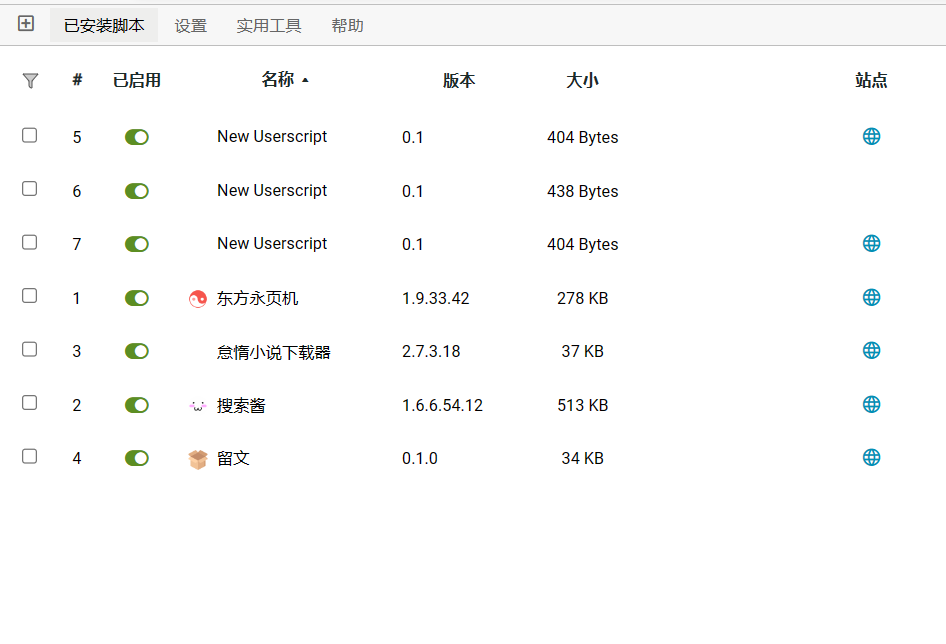 已安装脚本 设置 实用工具 帮助
# 已启用 名称 版本 大小 站点
5 New Userscript 0.1 404 Bytes
6 New Userscript 0.1 438 Bytes
7 New Userscript 0.1 404 Bytes
1 东方永页机 1.9.33.42 278 KB
3 怠惰小说下载器 2.7.3.18 37 KB
2 搜索酱 1.6.6.54.12 513 KB
4 留文 0.1.0 34 KB